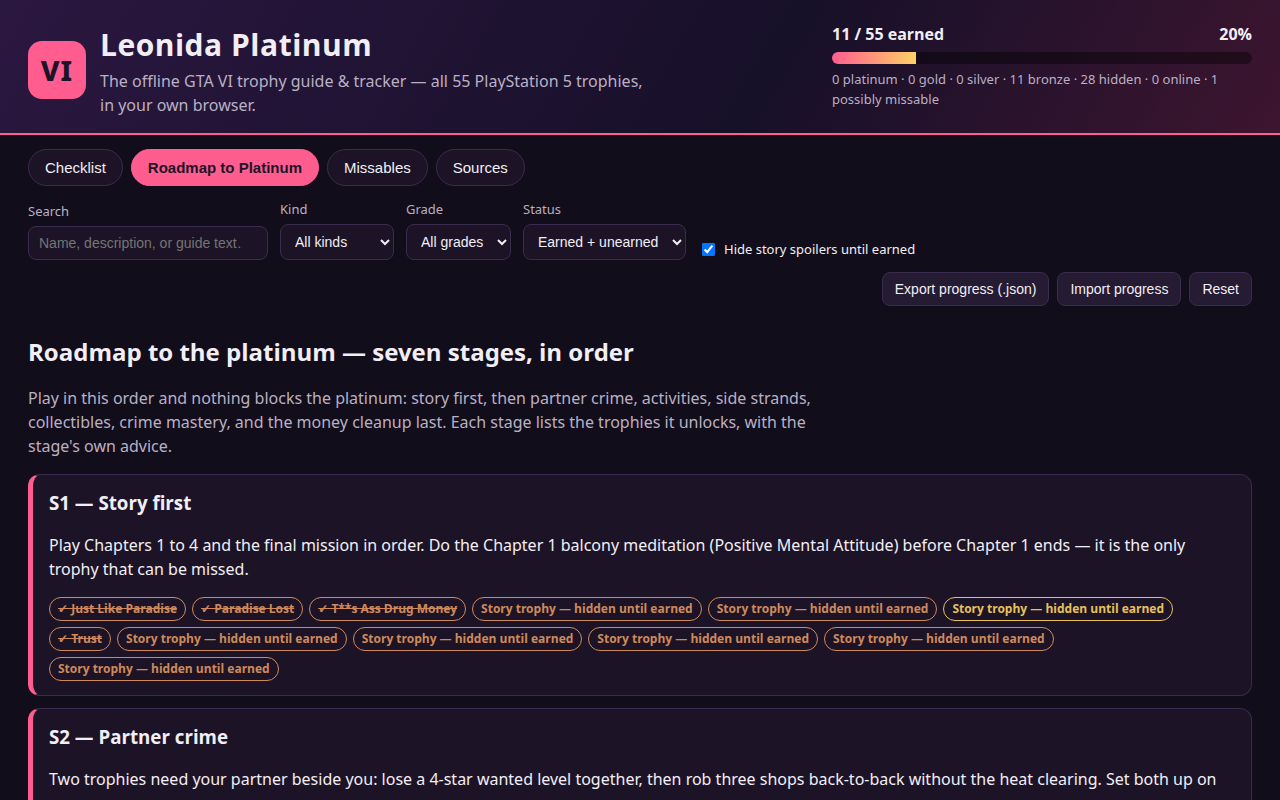 VI
Leonida Platinum
The offline GTA VI trophy guide & tracker — all 55 PlayStation 5 trophies,
in your own browser.
11 / 55 earned 20%
0 platinum · 0 gold · 0 silver · 11 bronze · 28 hidden · 0 online · 1
possibly missable
Checklist Roadmap to Platinum Missables Sources
Search Kind Grade Status
Name, description, or guide text. All kinds All grades Earned + unearned Hide story spoilers until earned
Export progress (.json) Import progress Reset
Roadmap to the platinum — seven stages, in order
Play in this order and nothing blocks the platinum: story first, then partner crime, activities, side strands,
collectibles, crime mastery, and the money cleanup last. Each stage lists the trophies it unlocks, with the
stage's own advice.
S1 — Story first
Play Chapters 1 to 4 and the final mission in order. Do the Chapter 1 balcony meditation (Positive Mental Attitude) before Chapter 1 ends — it is the only
trophy that can be missed.
✓ Just Like Paradise ✓ Paradise Lost ✓ T**s Ass Drug Money Story trophy — hidden until earned Story trophy — hidden until earned Story trophy — hidden until earned
✓ Trust Story trophy — hidden until earned Story trophy — hidden until earned Story trophy — hidden until earned Story trophy — hidden until earned
Story trophy — hidden until earned
S2 — Partner crime
Two trophies need your partner beside you: lose a 4-star wanted level together, then rob three shops back-to-back without the heat clearing. Set both up on